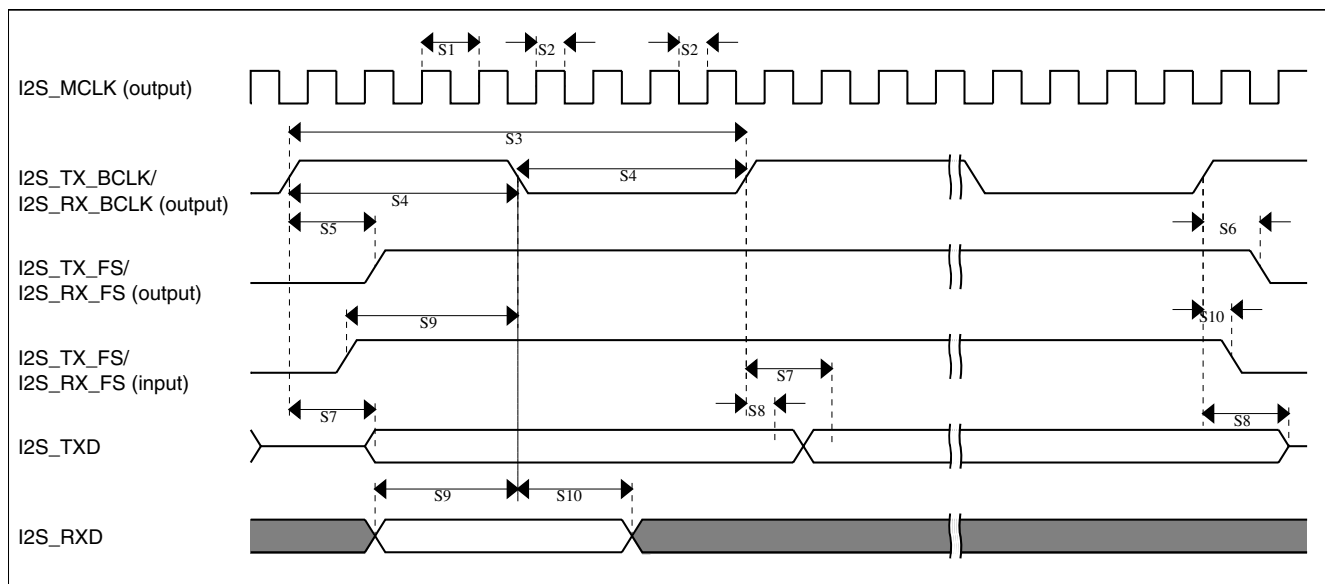 S1
S2
S2
I2S_MCLK (output)
S3
I2S_TX_BCLK/
I2S_RX_BCLK (output)
S4
S4
S5
S6
I2S_TX_FS/
I2S_RX_FS (output)
S9
S10
I2S_TX_FS/
I2S_RX_FS (input)
S7
S7
S8
S8
I2S_TXD
S9
S10
I2S_RXD